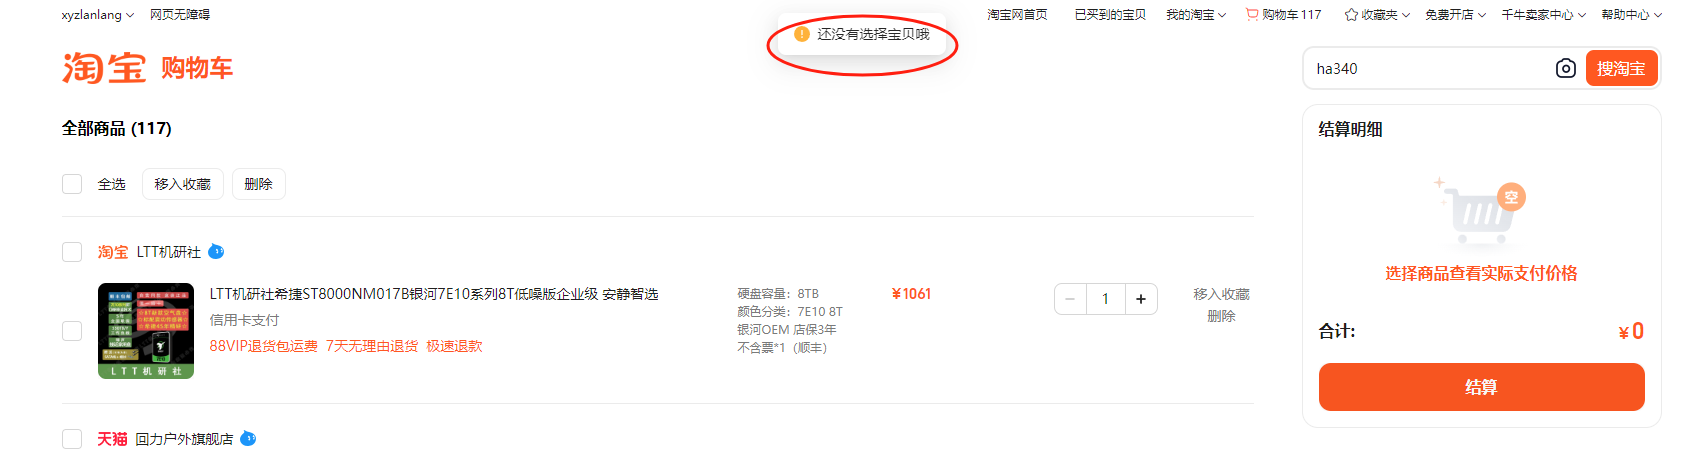 xyzlanlang 网页无障碍
还没有选择宝贝哦
淘宝网首页 已买到的宝贝 我的淘宝 购物车 117 收藏夹 免费开店 千牛卖家中心 帮助中心
淘宝 购物车
ha340 搜淘宝
全部商品 (117)
全选 移入收藏 删除
淘宝 LTT机研社
LTT机研社希捷ST8000NM017B银河7E10系列8T低噪版企业级 安静智选
信用卡支付
88VIP退货包运费 7天无理由退货 极速退款
LTT机研社
硬盘容量：8TB
颜色分类：7E10 8T
银河OEM 店保3年
不含票*1（顺丰）
¥1061
1
移入收藏
删除
天猫 回力户外旗舰店
结算明细
空
选择商品查看实际支付价格
合计: ¥0
结算